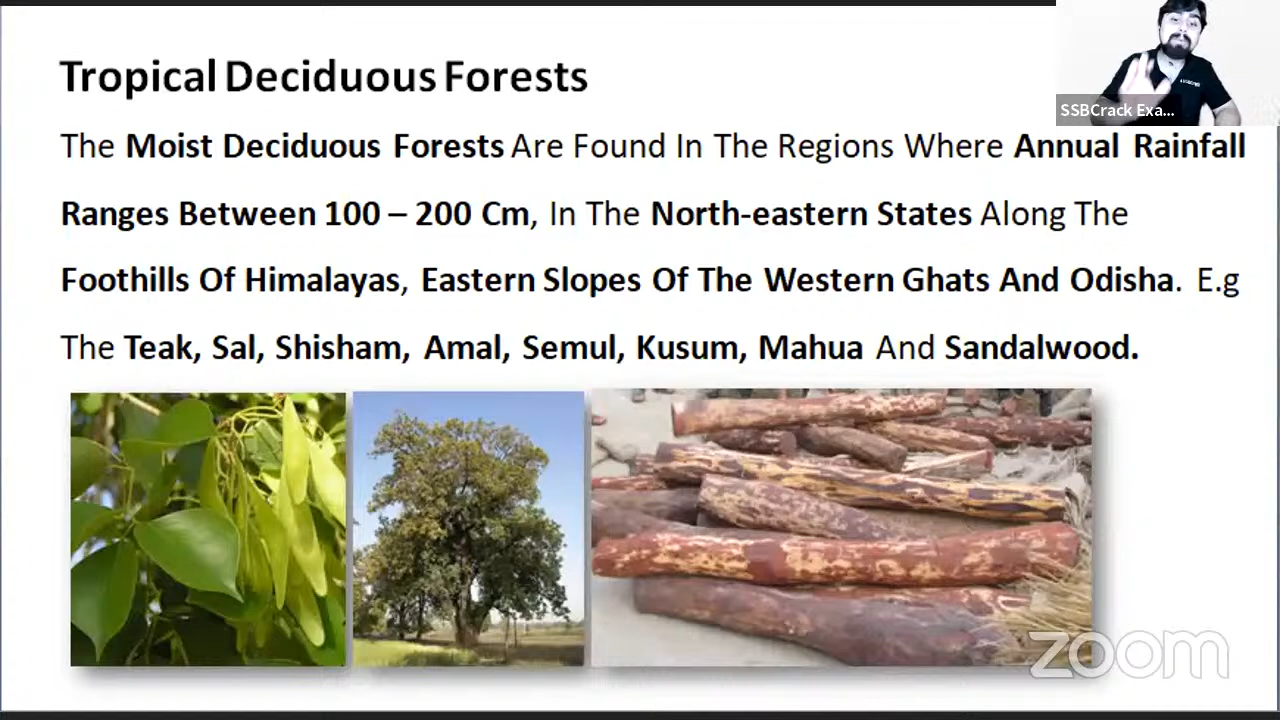 Tropical Deciduous Forests
SSBCrack Exa...
The Moist Deciduous Forests Are Found In The Regions Where Annual Rainfall
Ranges Between 100 – 200 Cm, In The North-eastern States Along The
Foothills Of Himalayas, Eastern Slopes Of The Western Ghats And Odisha. E.g
The Teak, Sal, Shisham, Amal, Semul, Kusum, Mahua And Sandalwood.
zoom